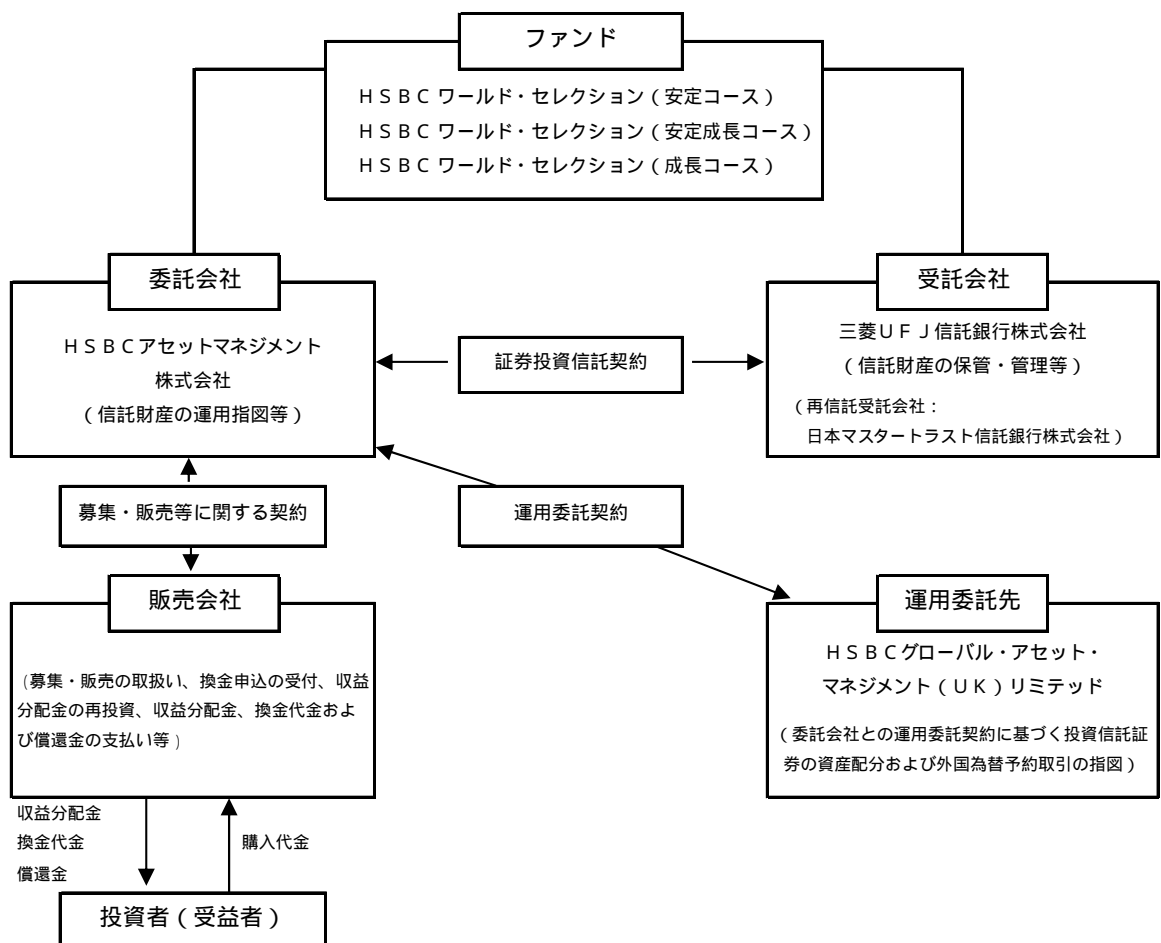 ファンド
HSBCワールド・セレクション(安定コース)
HSBCワールド・セレクション(安定成長コース)
HSBCワールド・セレクション(成長コース)
委託会社
HSBCアセットマネジメント
株式会社
(信託財産の運用指図等)
証券投資信託契約
受託会社
三菱UFJ信託銀行株式会社
(信託財産の保管・管理等)
(再信託受託会社:
日本マスタートラスト信託銀行株式会社)
募集・販売等に関する契約
運用委託契約
販売会社
(募集・販売の取扱い、換金申込の受付、収益
分配金の再投資、収益分配金、換金代金およ
び償還金の支払い等)
運用委託先
HSBCグローバル・アセット・
マネジメント(UK)リミテッド
(委託会社との運用委託契約に基づく投資信託証
券の資産配分および外国為替予約取引の指図)
収益分配金
換金代金
償還金
購入代金
投資者(受益者)